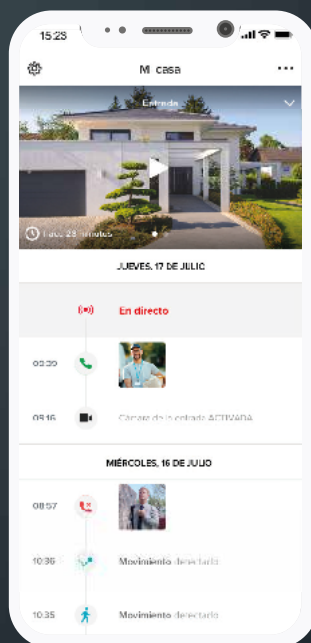 15:23
Mi casa
Entrada
Hace 28 minutos
JUEVES, 17 DE JULIO
En directo
09:39
09:16
Cámara de la entrada ACTIVADA
MIÉRCOLES, 16 DE JULIO
08:57
10:36
Movimiento detectado
10:35
Movimiento detectado